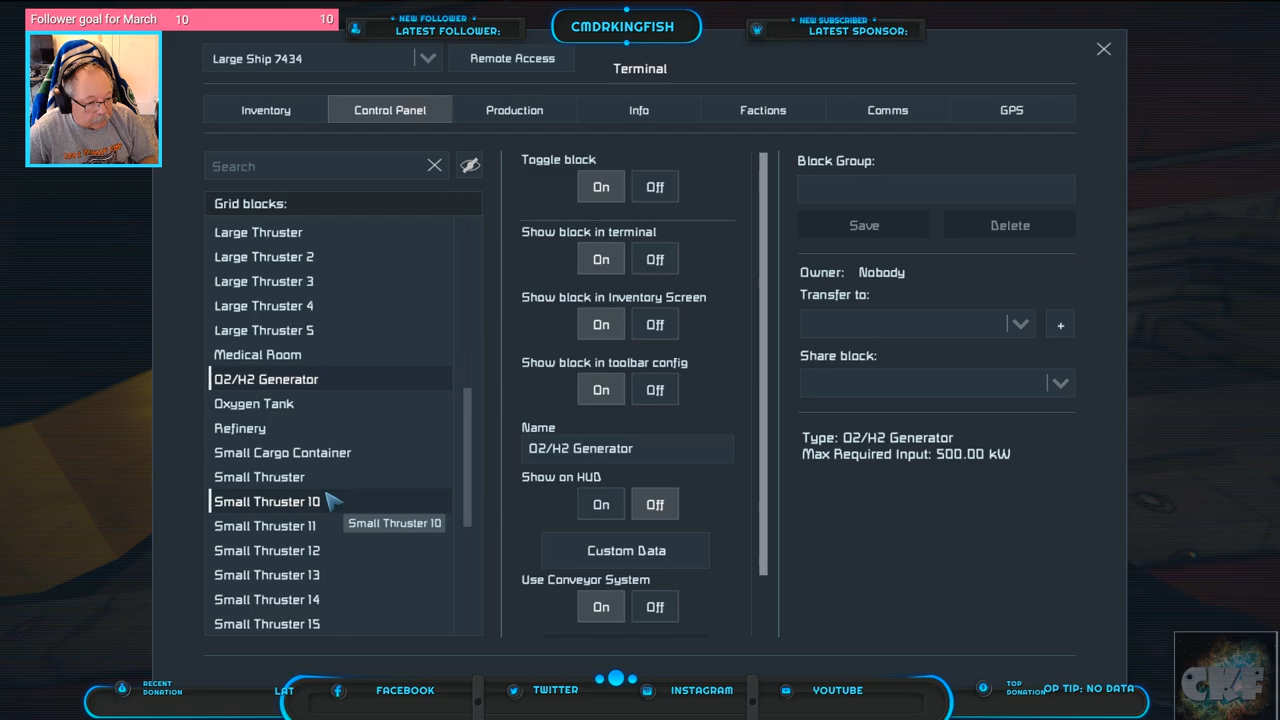 Follower goal for March 10 10
NEW FOLLOWER
LATEST FOLLOWER:
CMDRKINGFISH
NEW SUBSCRIBER
LATEST SPONSOR:
Large Ship 7434
Remote Access
Terminal
Inventory
Control Panel
Production
Info
Factions
Comms
GPS
Search
Grid blocks:
Large Thruster
Large Thruster 2
Large Thruster 3
Large Thruster 4
Large Thruster 5
Medical Room
O2/H2 Generator
Oxygen Tank
Refinery
Small Cargo Container
Small Thruster
Small Thruster 10
Small Thruster 10
Small Thruster 11
Small Thruster 12
Small Thruster 13
Small Thruster 14
Small Thruster 15
Toggle block
On Off
Show block in terminal
On Off
Show block in Inventory Screen
On Off
Show block in toolbar config
On Off
Name
O2/H2 Generator
Show on HUD
On Off
Custom Data
Use Conveyor System
On Off
Block Group:
Save Delete
Owner: Nobody
Transfer to:
+
Share block:
Type: O2/H2 Generator
Max Required Input: 500.00 kW
RECENT
DONATION
LAT
FACEBOOK
TWITTER
INSTAGRAM
YOUTUBE
TOP
DONATION
OP TIP: NO DATA
CKF